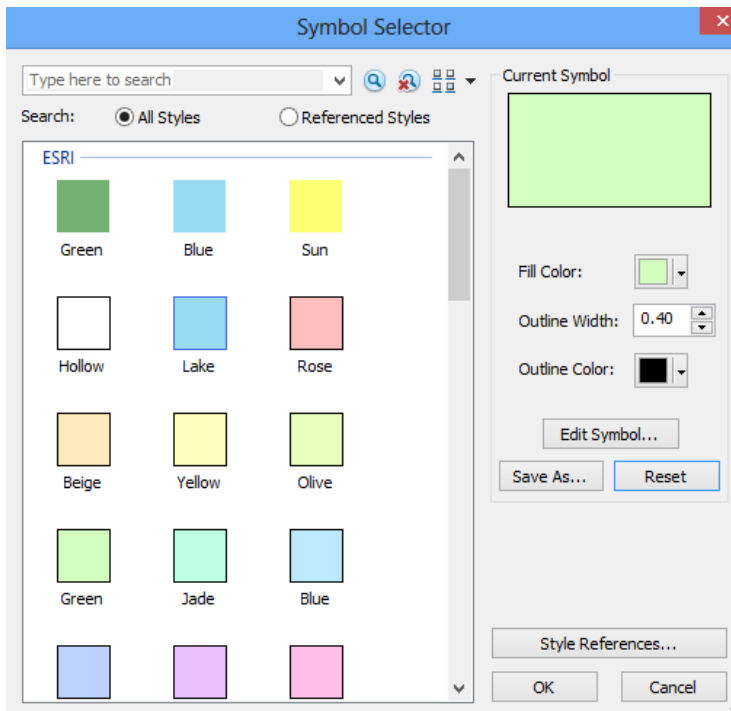 Symbol Selector
Type here to search
Search: All Styles Referenced Styles
ESRI
Green Blue Sun
Hollow Lake Rose
Beige Yellow Olive
Green Jade Blue
Current Symbol
Fill Color:
Outline Width: 0.40
Outline Color:
Edit Symbol...
Save As... Reset
Style References...
OK Cancel